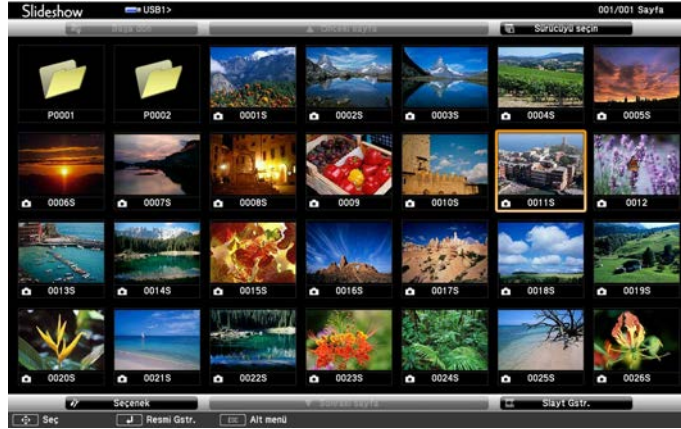 Slideshow USB1> 001/001 Sayfa
Başa dön Önceki sayfa Sürücüyü seçin
P0001 P0002 0001S 0002S 0003S 0004S 0005S
0006S 0007S 0008S 0009 0010S 0011S 0012
0013S 0014S 0015S 0016S 0017S 0018S 0019S
0020S 0021S 0022S 0023S 0024S 0025S 0026S
Seçenek Sonraki sayfa Slayt Gstr.
Seç Resmi Gstr. ESC Alt menü